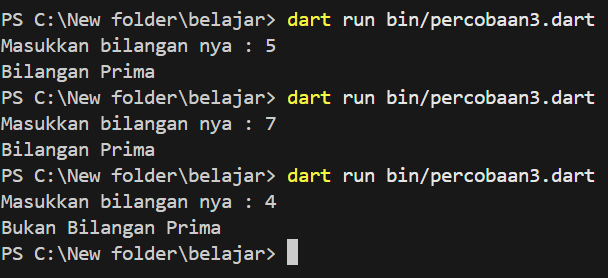 PS C:\New folder\belajar> dart run bin/percobaan3.dart
Masukkan bilangan nya : 5
Bilangan Prima
PS C:\New folder\belajar> dart run bin/percobaan3.dart
Masukkan bilangan nya : 7
Bilangan Prima
PS C:\New folder\belajar> dart run bin/percobaan3.dart
Masukkan bilangan nya : 4
Bukan Bilangan Prima
PS C:\New folder\belajar>